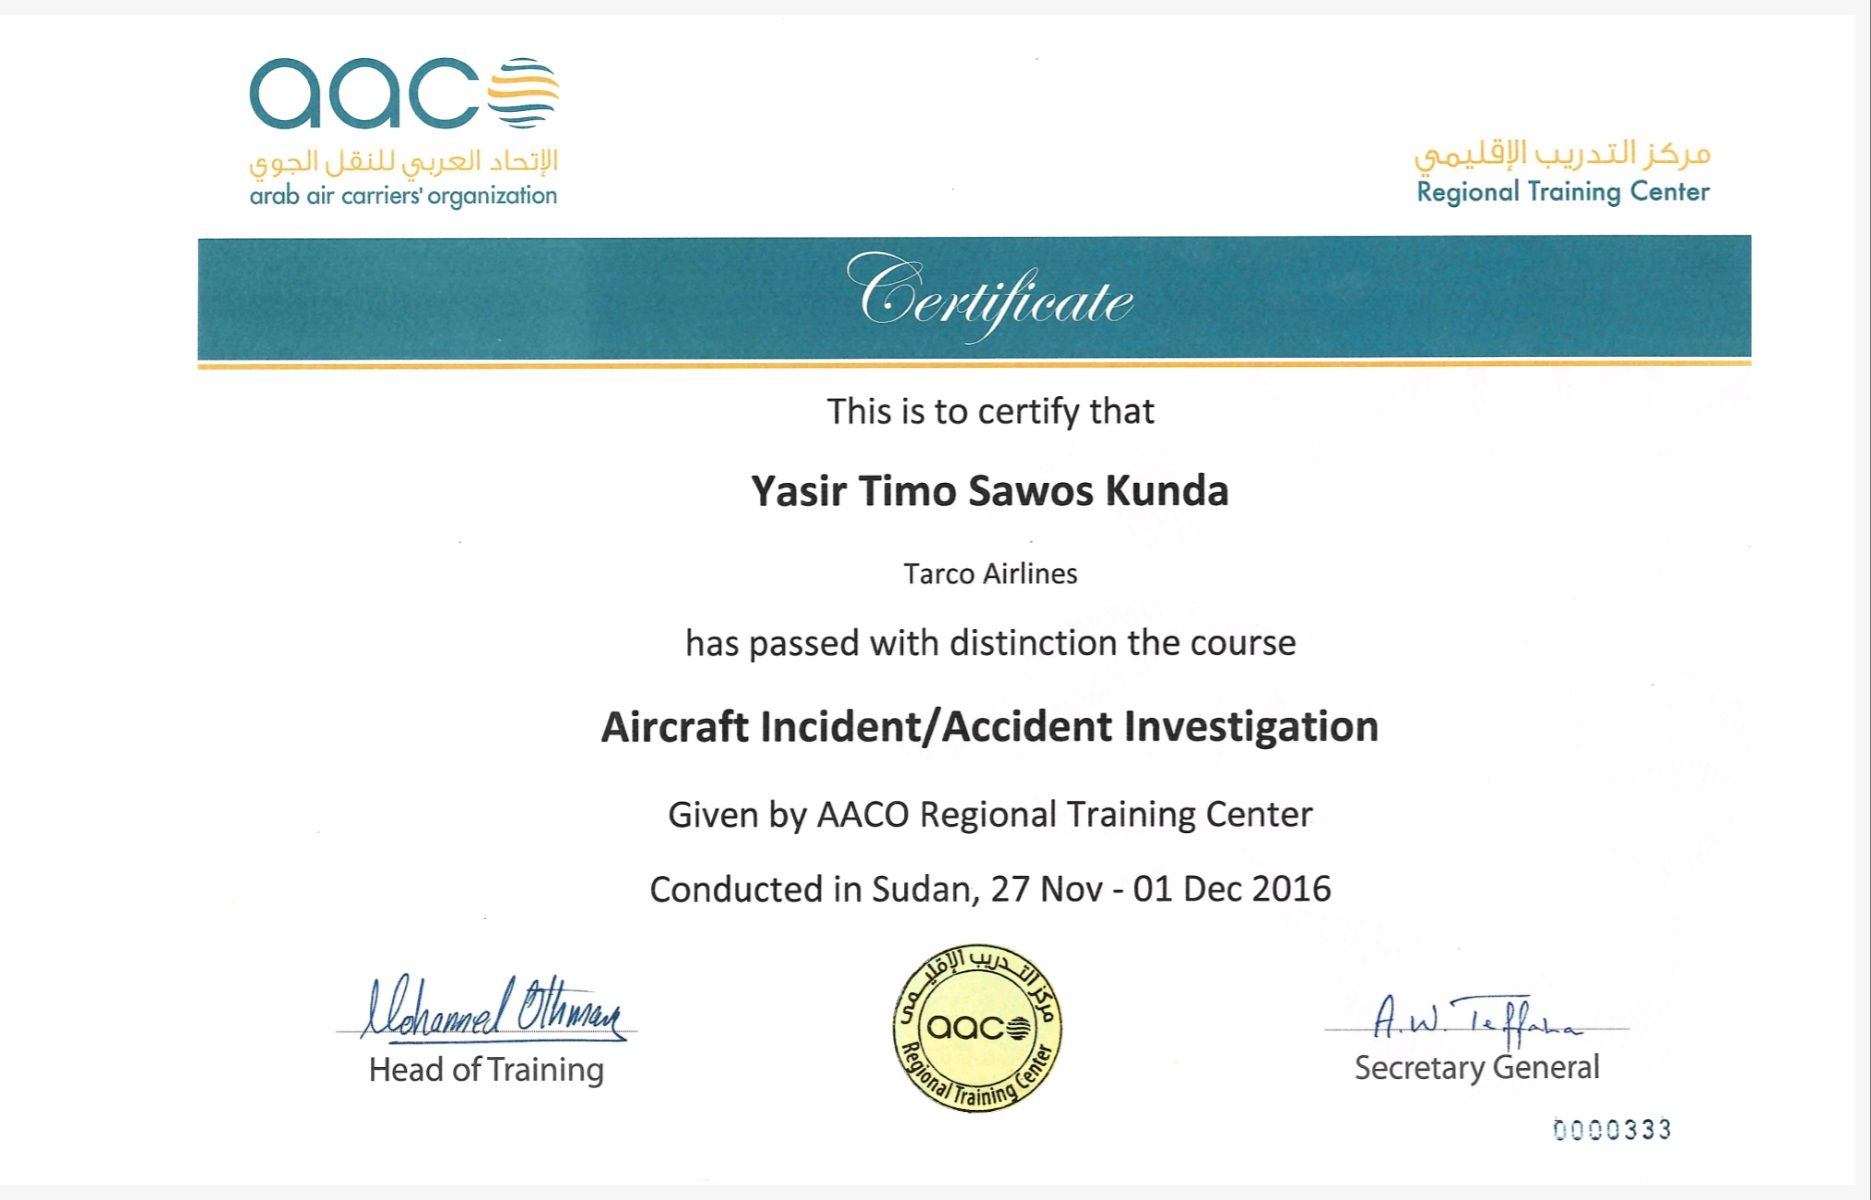 aaco
الإتحاد العربي للنقل الجوي
arab air carriers' organization
مركز التدريب الإقليمي
Regional Training Center
Certificate
This is to certify that
Yasir Timo Sawos Kunda
Tarco Airlines
has passed with distinction the course
Aircraft Incident/Accident Investigation
Given by AACO Regional Training Center
Conducted in Sudan, 27 Nov - 01 Dec 2016
Mohammed Othman
Head of Training
مركز التدريب الإقليمي
aaco
Regional Training Center
A.W. Teffaha
Secretary General
0000333